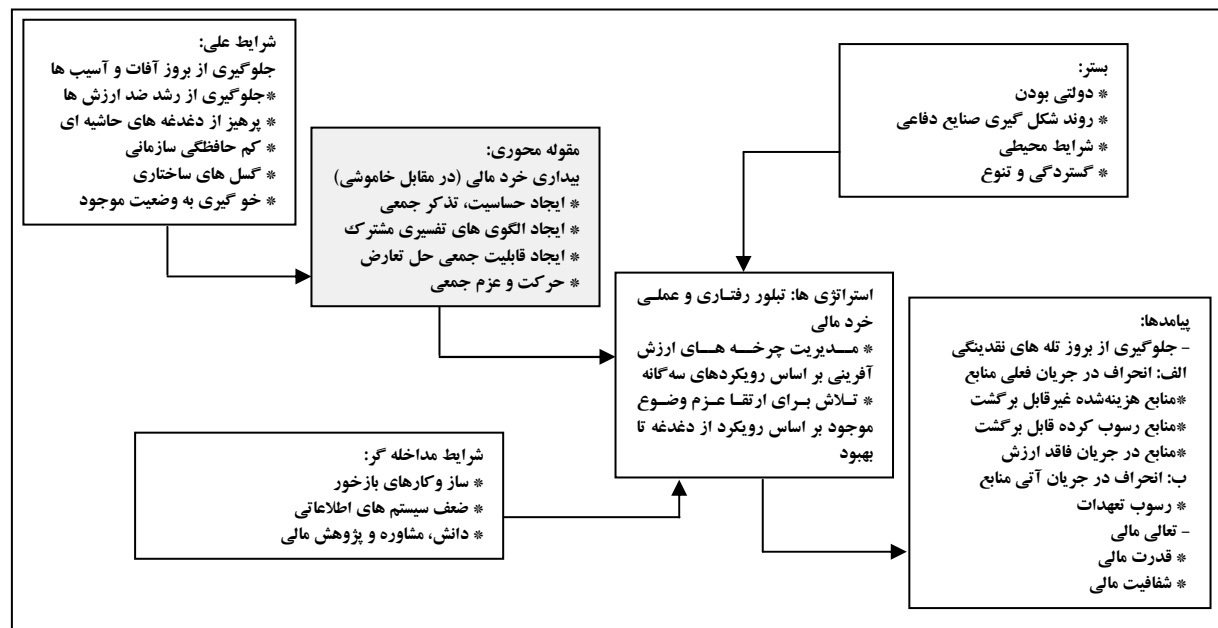 شرایط علی:
جلوگیری از بروز آفات و آسیب ها
*جلوگیری از رشد ضد ارزش ها
* پرهیز از دغدغه های حاشیه ای
* کم حافظگی سازمانی
* گسل های ساختاری
* خو گیری به وضعیت موجود
بستر:
* دولتی بودن
* روند شکل گیری صنایع دفاعی
* شرایط محیطی
* گستردگی و تنوع
مقوله محوری:
بیداری خرد مالی (در مقابل خاموشی)
* ایجاد حساسیت، تذکر جمعی
* ایجاد الگوی های تفسیری مشترک
* ایجاد قابلیت جمعی حل تعارض
* حرکت و عزم جمعی
استراتژی ها: تبلور رفتاری و عملی
خرد مالی
* مدیریت چرخه های ارزش
آفرینی بر اساس رویکردهای سه‌گانه
* تلاش برای ارتقا عزم وضوع
موجود بر اساس رویکرد از دغدغه تا
بهبود
شرایط مداخله گر:
* ساز وکارهای بازخور
* ضعف سیستم های اطلاعاتی
* دانش، مشاوره و پژوهش مالی
پیامدها:
- جلوگیری از بروز تله های نقدینگی
الف: انحراف در جریان فعلی منابع
*منابع هزینه‌شده غیرقابل برگشت
*منابع رسوب کرده قابل برگشت
*منابع در جریان فاقد ارزش
ب: انحراف در جریان آتی منابع
* رسوب تعهدات
- تعالی مالی
* قدرت مالی
* شفافیت مالی